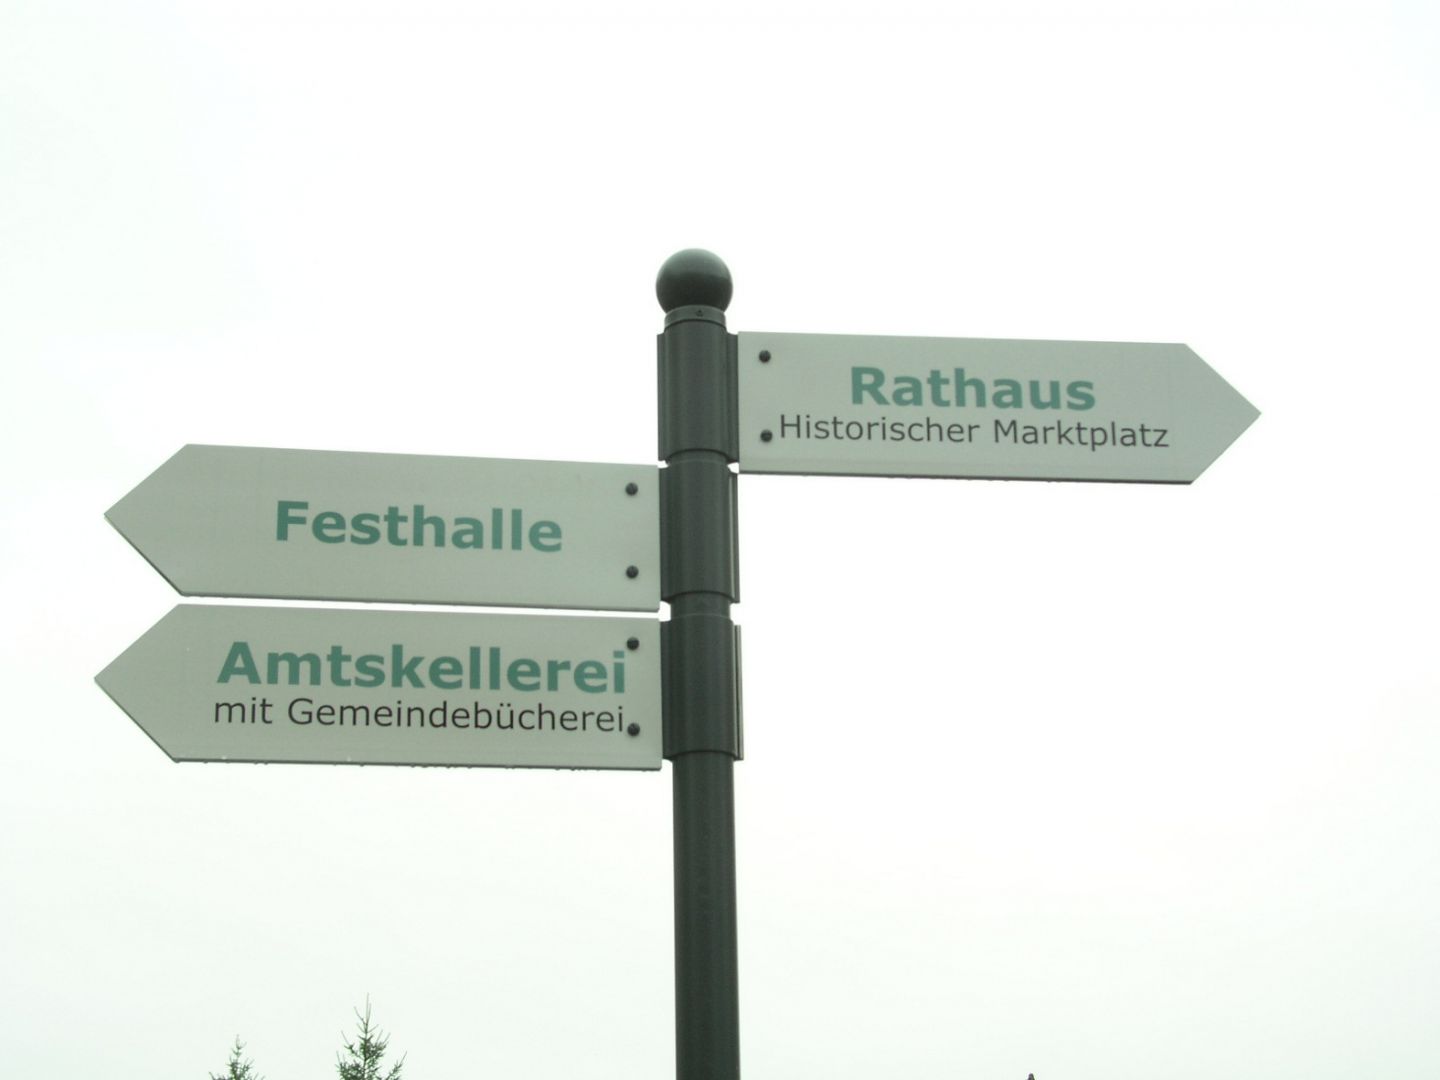 Rathaus
Historischer Marktplatz
Festhalle
Amtskellerei
mit Gemeindebücherei